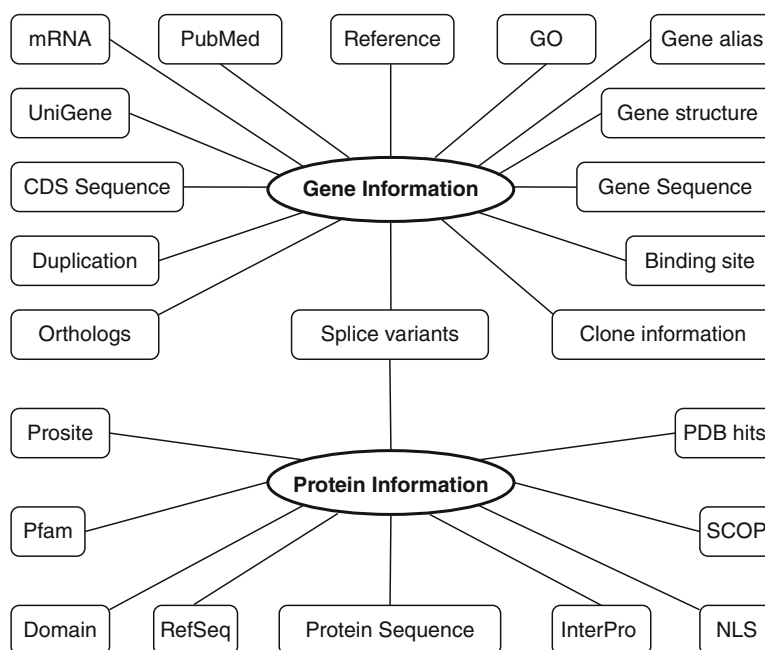 mRNA
PubMed
Reference
GO
Gene alias
UniGene
Gene structure
CDS Sequence
Gene Information
Gene Sequence
Duplication
Binding site
Orthologs
Splice variants
Clone information
Prosite
PDB hits
Protein Information
Pfam
SCOP
Domain
RefSeq
Protein Sequence
InterPro
NLS